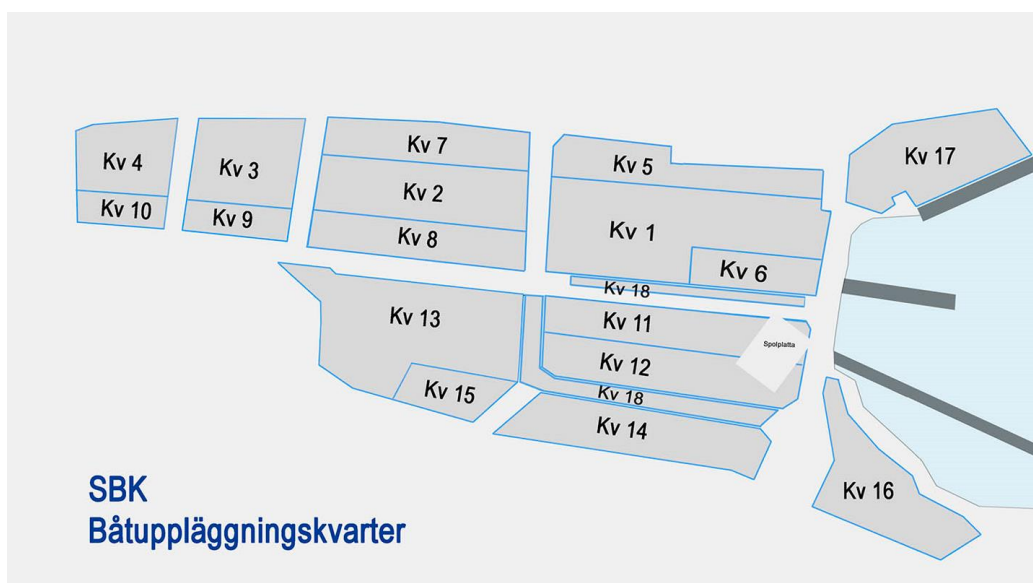 Kv 7
Kv 4
Kv 3
Kv 5
Kv 17
Kv 2
Kv 10
Kv 9
Kv 8
Kv 1
Kv 6
Kv 18
Kv 13
Kv 11
Spolplatta
Kv 12
Kv 15
Kv 18
Kv 14
Kv 16
SBK
Båtuppläggningskvarter